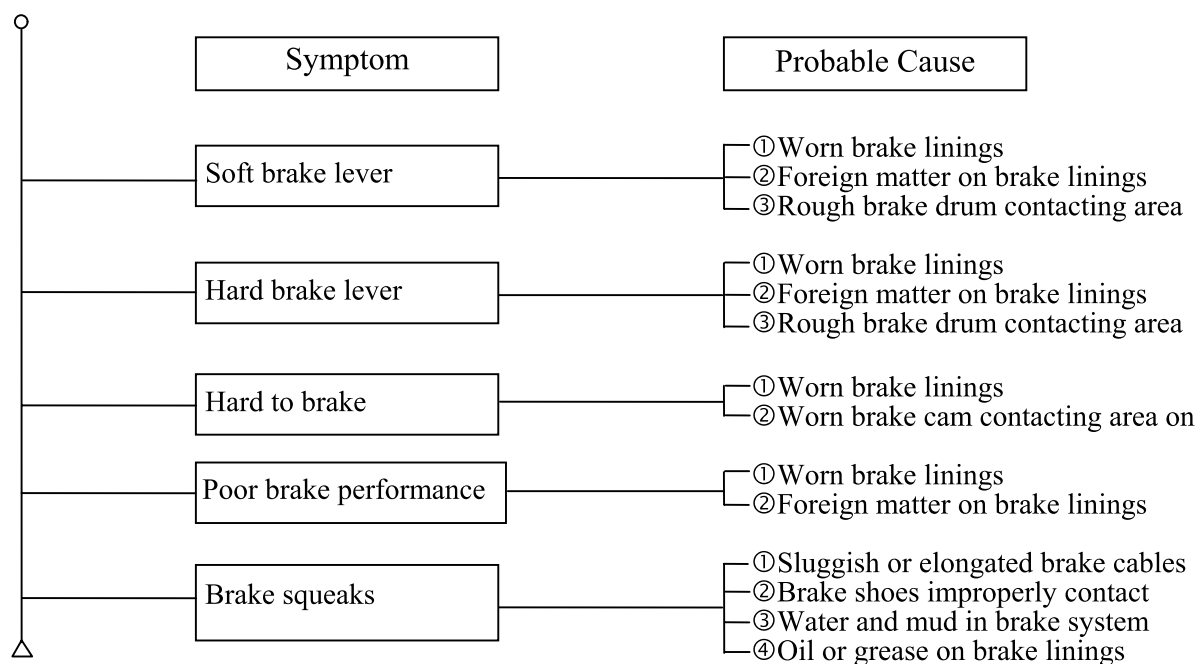 Symptom
Probable Cause
Soft brake lever
①Worn brake linings
②Foreign matter on brake linings
③Rough brake drum contacting area
Hard brake lever
①Worn brake linings
②Foreign matter on brake linings
③Rough brake drum contacting area
Hard to brake
①Worn brake linings
②Worn brake cam contacting area on
Poor brake performance
①Worn brake linings
②Foreign matter on brake linings
Brake squeaks
①Sluggish or elongated brake cables
②Brake shoes improperly contact
③Water and mud in brake system
④Oil or grease on brake linings